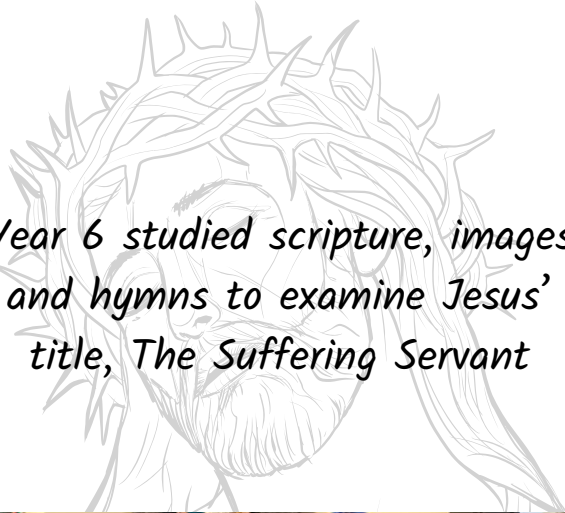 Year 6 studied scripture, images
and hymns to examine Jesus’
title, The Suffering Servant